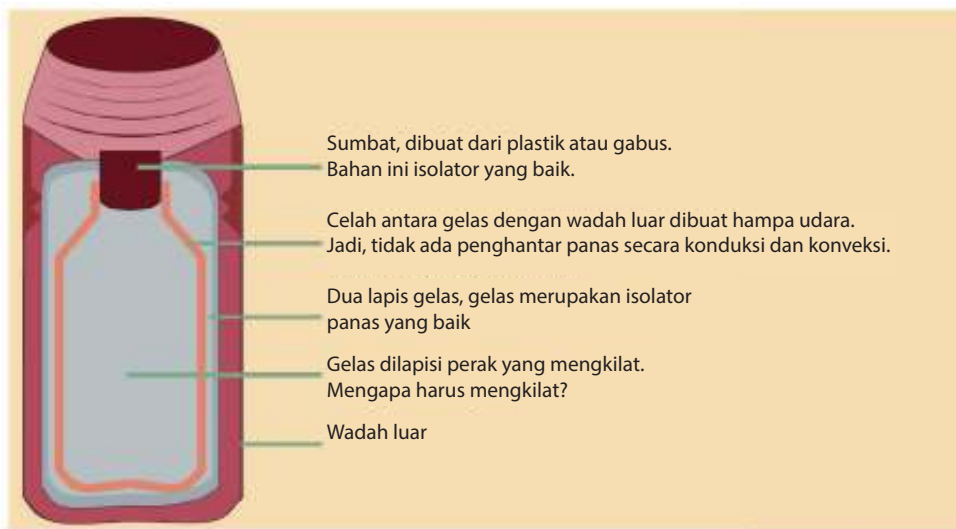 Sumbat, dibuat dari plastik atau gabus.
Bahan ini isolator yang baik.
Celah antara gelas dengan wadah luar dibuat hampa udara.
Jadi, tidak ada penghantar panas secara konduksi dan konveksi.
Dua lapis gelas, gelas merupakan isolator
panas yang baik
Gelas dilapisi perak yang mengkilat.
Mengapa harus mengkilat?
Wadah luar